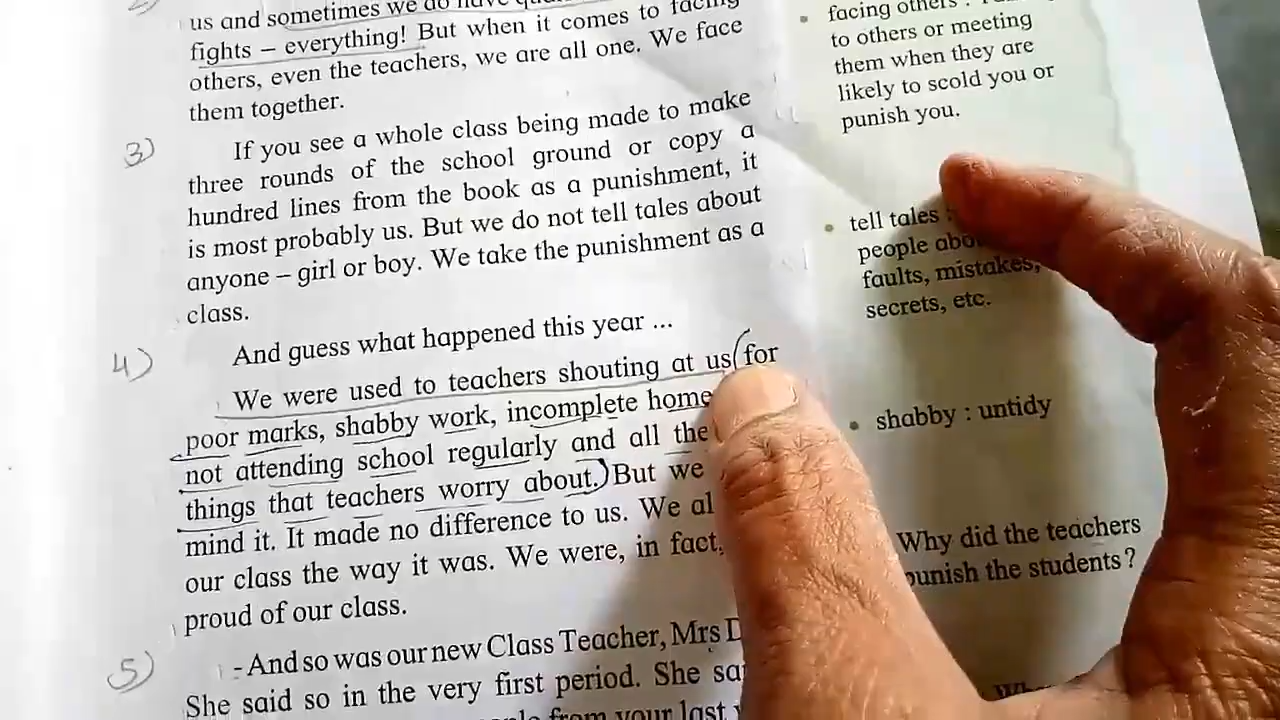 us and sometimes we do have
fights – everything! But when it comes to facing
others, even the teachers, we are all one. We face
them together.
3)
If you see a whole class being made to make
three rounds of the school ground or copy a
hundred lines from the book as a punishment, it
is most probably us. But we do not tell tales about
anyone – girl or boy. We take the punishment as a
class.
And guess what happened this year ...
4)
We were used to teachers shouting at us (for
poor marks, shabby work, incomplete home
not attending school regularly and all the
things that teachers worry about.) But we
mind it. It made no difference to us. We
our class the way it was. We were, in fact,
proud of our class.
5)
- And so was our new Class Teacher, Mrs
She said so in the very first period. She
from your last
• facing others :
to others or meeting
them when they are
likely to scold you or
punish you.
• tell tales :
people
faults, mistakes,
secrets, etc.
• shabby : untidy
Why did the teachers
punish the students?